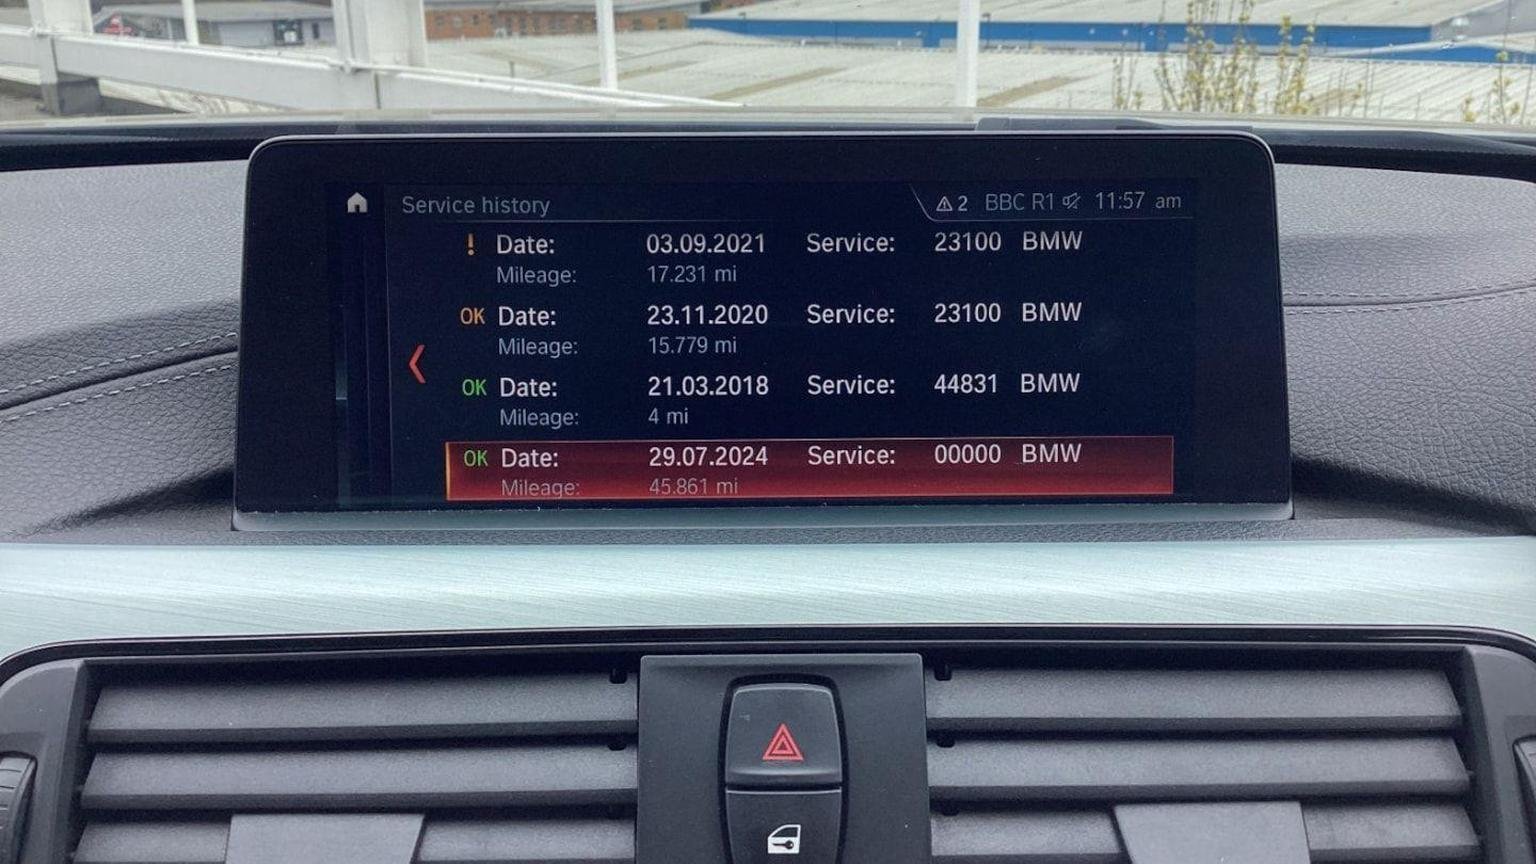 Service history
2 BBC R1 11:57 am
! Date: 03.09.2021 Service: 23100 BMW
Mileage: 17.231 mi
OK Date: 23.11.2020 Service: 23100 BMW
Mileage: 15.779 mi
OK Date: 21.03.2018 Service: 44831 BMW
Mileage: 4 mi
OK Date: 29.07.2024 Service: 00000 BMW
Mileage: 45.861 mi